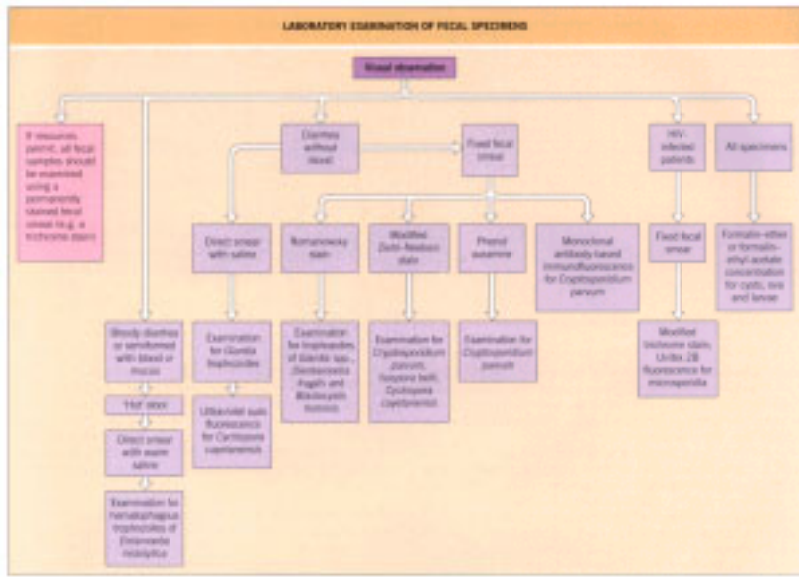 LABORATORY EXAMINATION OF FECAL SPECIMENS
Visual observation
If resources
permit, all fecal
samples should
be examined
using a
permanently
stained fecal
smear (e.g. a
trichrome stain)
Diarrhea
without
blood
Fixed fecal
smear
HIV-
infected
patients
All specimens
Direct smear
with saline
Romanowsky
stain
Modified
Ziehl–Neelsen
stain
Phenol
auramine
Monoclonal
antibody-based
immunofluorescence
for Cryptosporidium
parvum
Fixed fecal
smear
Formalin–ether
or formalin–
ethyl acetate
concentration
for cysts, ova
and larvae
Bloody diarrhea
or semiformed
with blood or
mucus
Examination
for Giardia
trophozoites
Examination
for trophozoites
of Giardia spp.,
Dientamoeba
fragilis and
Blastocystis
hominis
Examination for
Cryptosporidium
parvum,
Isospora belli,
Cyclospora
cayetanensis
Examination for
Cryptosporidium
parvum
Modified
trichrome stain,
Uvitex 2B
fluorescence for
microsporidia
'Hot' stool
Direct smear
with warm
saline
Ultraviolet auto
fluorescence
for Cyclospora
cayetanensis
Examination for
hematophagous
trophozoites of
Entamoeba
histolytica